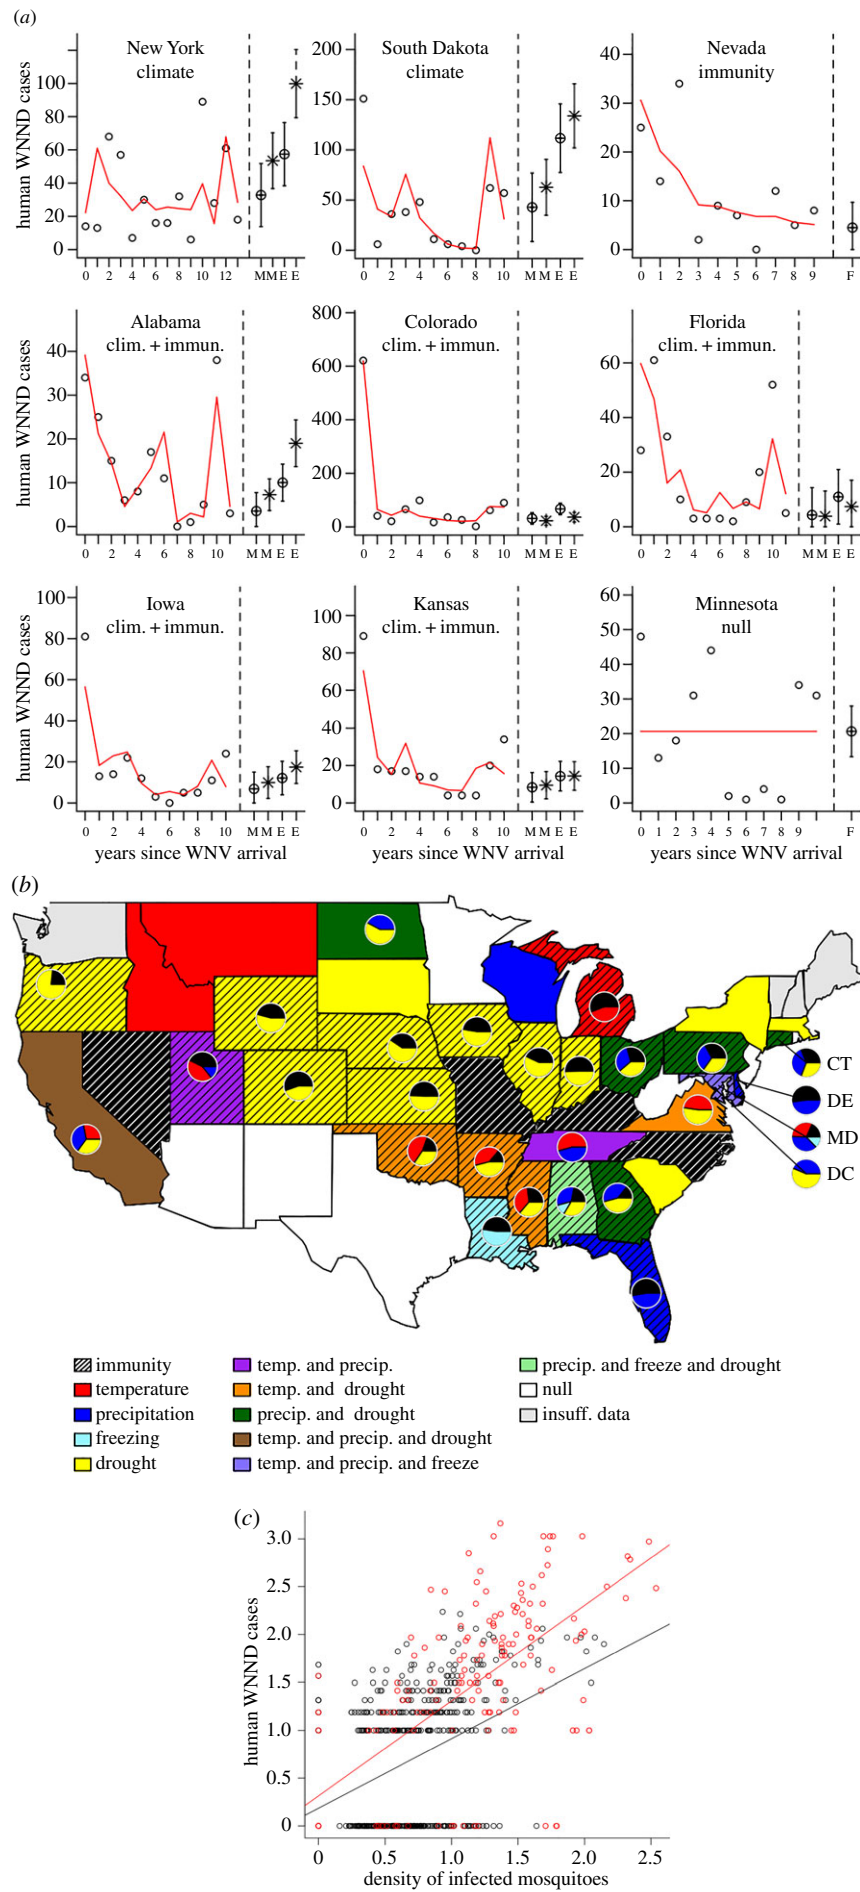 (a)
New York
climate
human WNND cases
100
80
60
40
20
0
0 2 4 6 8 10 12 M M E E
South Dakota
climate
200
150
100
50
0
0 2 4 6 8 10 M M E E
Nevada
immunity
40
30
20
10
0
0 1 2 3 4 5 6 7 8 9 F
Alabama
clim. + immun.
human WNND cases
40
30
20
10
0
0 2 4 6 8 10 M M E E
Colorado
clim. + immun.
800
600
400
200
0
0 2 4 6 8 10 M M E E
Florida
clim. + immun.
60
40
20
0
0 2 4 6 8 10 M M E E
Iowa
clim. + immun.
human WNND cases
100
80
60
40
20
0
0 2 4 6 8 10 M M E E
years since WNV arrival
Kansas
clim. + immun.
100
80
60
40
20
0
0 2 4 6 8 10 M M E E
years since WNV arrival
Minnesota
null
60
50
40
30
20
10
0
0 1 2 3 4 5 6 7 8 9 F
years since WNV arrival
(b)
CT
DE
MD
DC
immunity
temperature
precipitation
freezing
drought
temp. and precip.
temp. and drought
precip. and drought
temp. and precip. and drought
temp. and precip. and freeze
precip. and freeze and drought
null
insuff. data
(c)
human WNND cases
3.0
2.5
2.0
1.5
1.0
0.5
0
0 0.5 1.0 1.5 2.0 2.5
density of infected mosquitoes